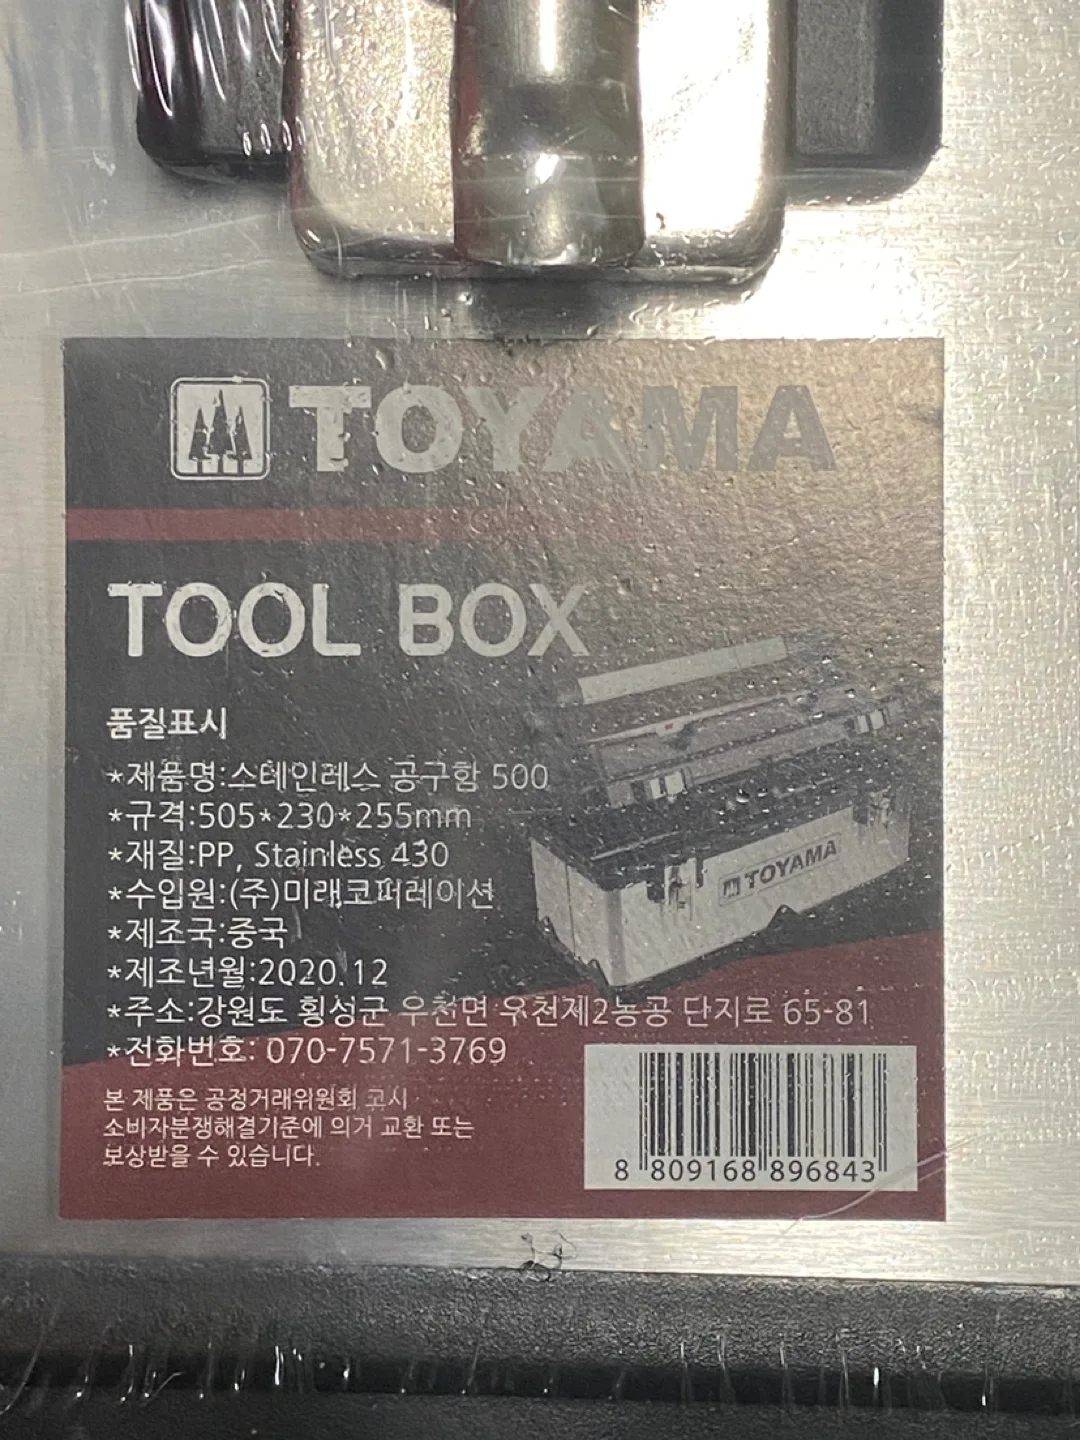 TOYAMA
TOOL BOX
품질표시
*제품명:스테인레스 공구함 500
*규격:505*230*255mm
*재질:PP, Stainless 430
*수입원:(주)미래코퍼레이션
*제조국:중국
*제조년월:2020.12
*주소:강원도 횡성군 우천면 우천제2농공 단지로 65-81
*전화번호: 070-7571-3769
본 제품은 공정거래위원회 고시
소비자분쟁해결기준에 의거 교환 또는
보상받을 수 있습니다.
TOYAMA
8 809168 896843